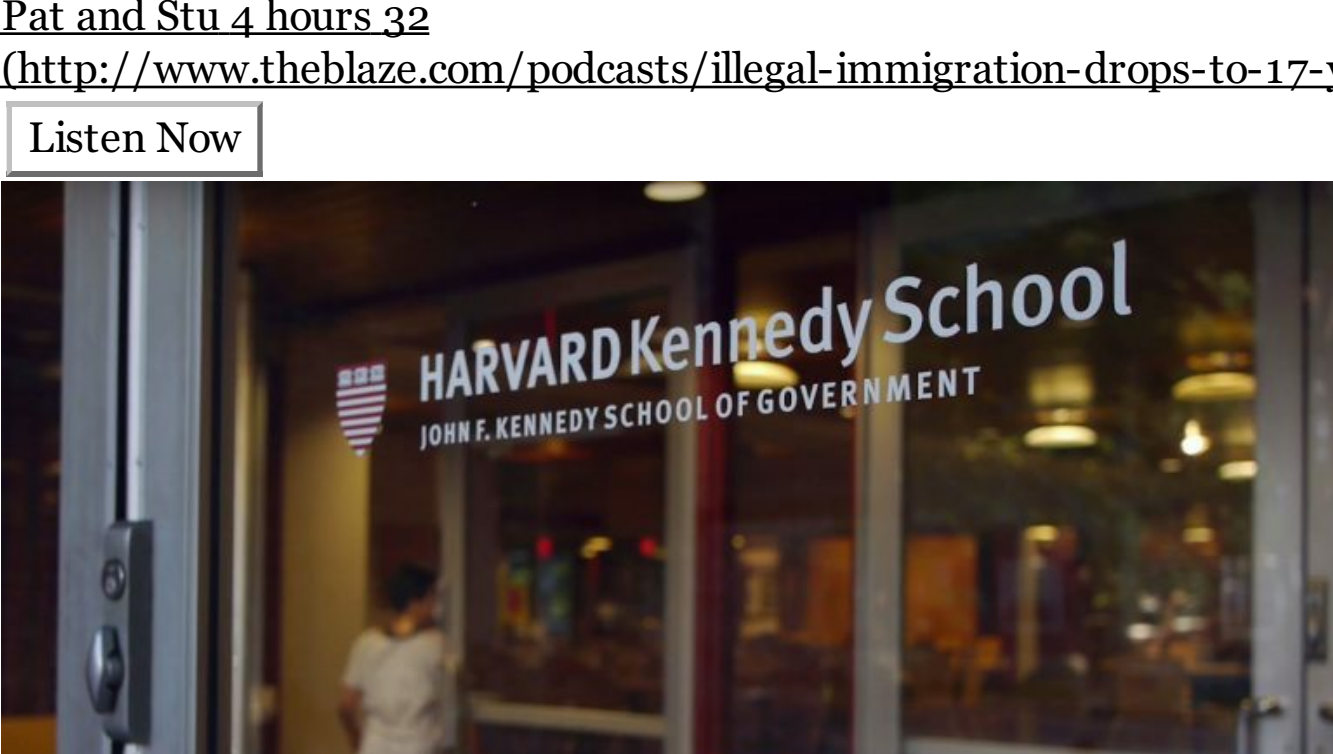 Pat and Stu 4 hours 32
(http://www.theblaze.com/podcasts/illegal-immigration-drops-to-17-
Listen Now
HARVARD Kennedy School
JOHN F. KENNEDY SCHOOL OF GOVERNMENT